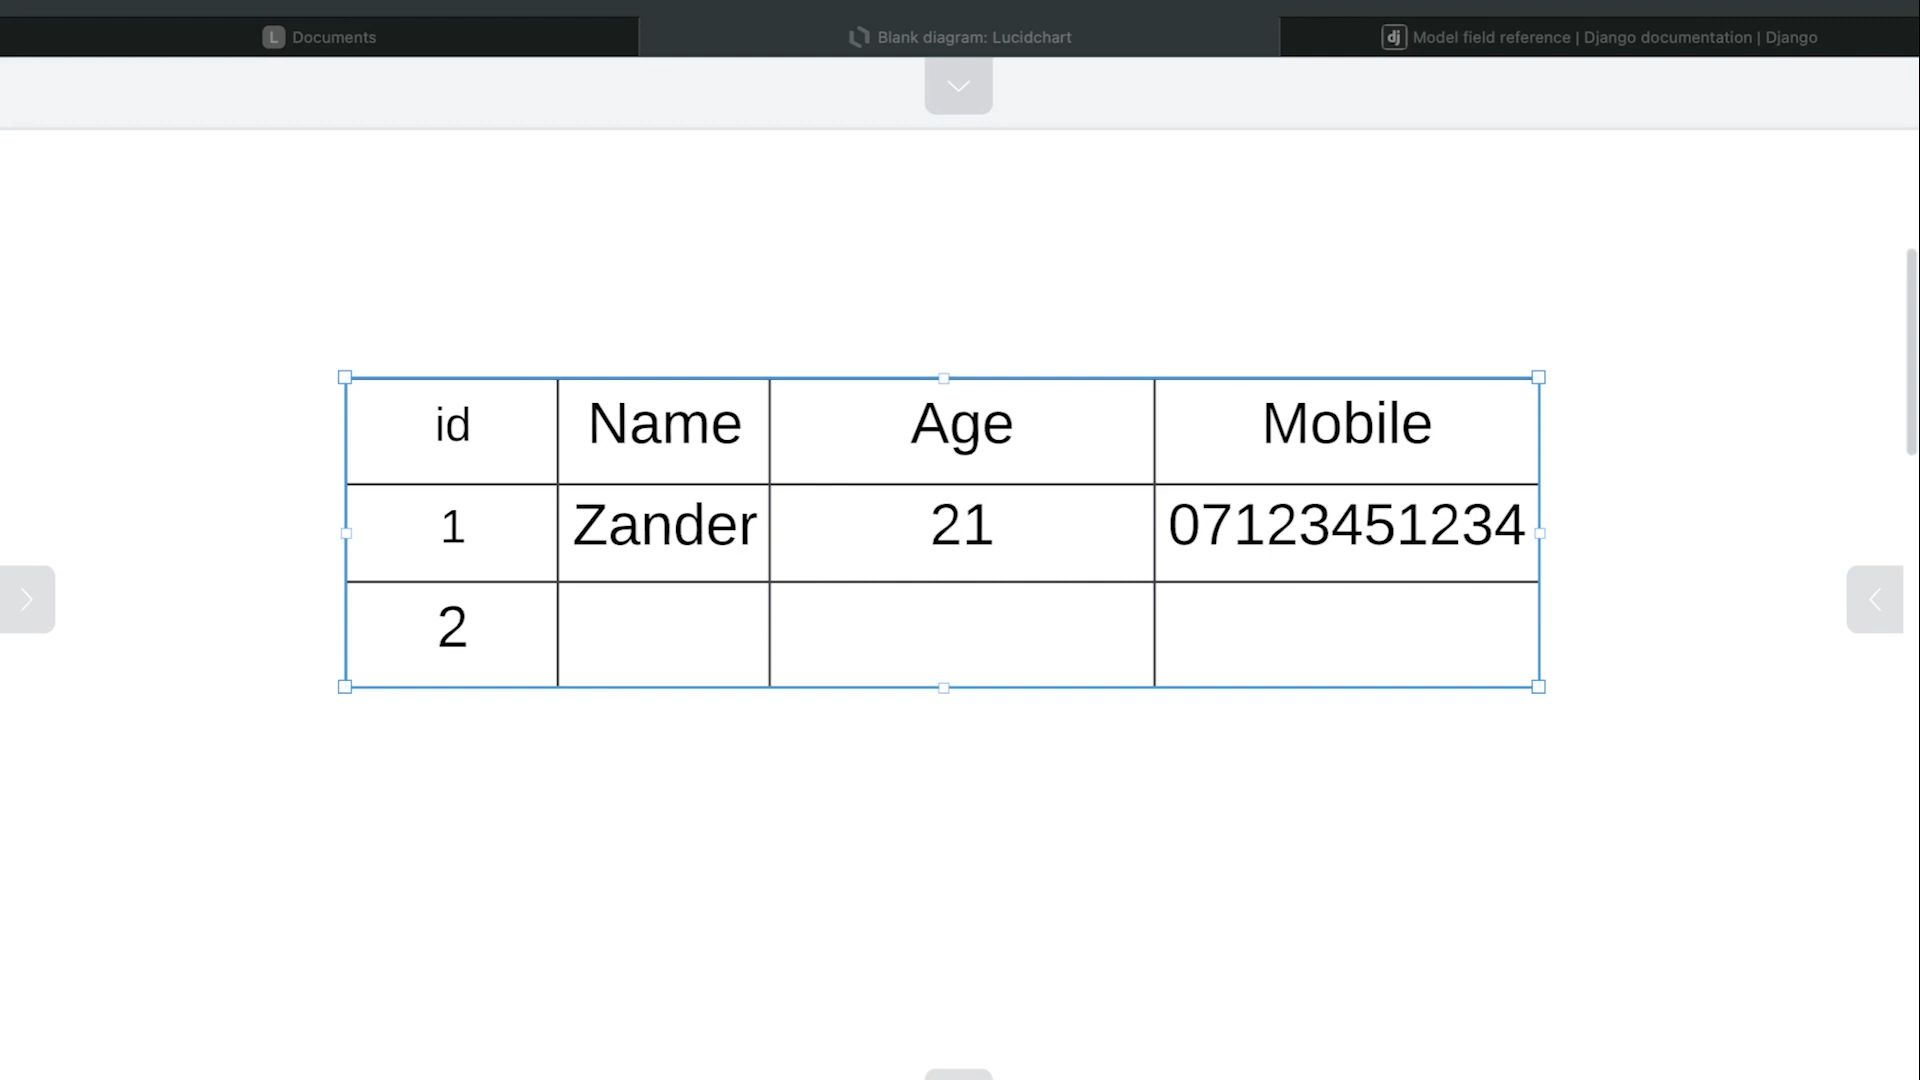 L Documents
Blank diagram: Lucidchart
dj Model field reference | Django documentation | Django
id Name Age Mobile
1 Zander 21 07123451234
2